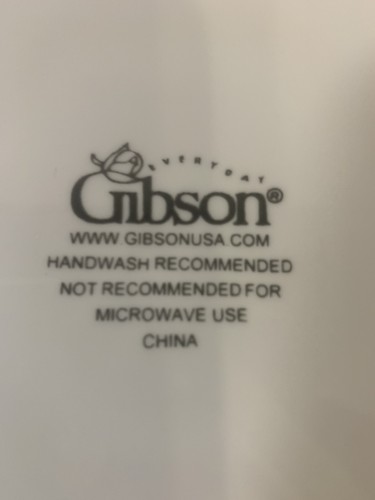 EVERYDAY
Gibson®
WWW.GIBSONUSA.COM
HANDWASH RECOMMENDED
NOT RECOMMENDED FOR
MICROWAVE USE
CHINA